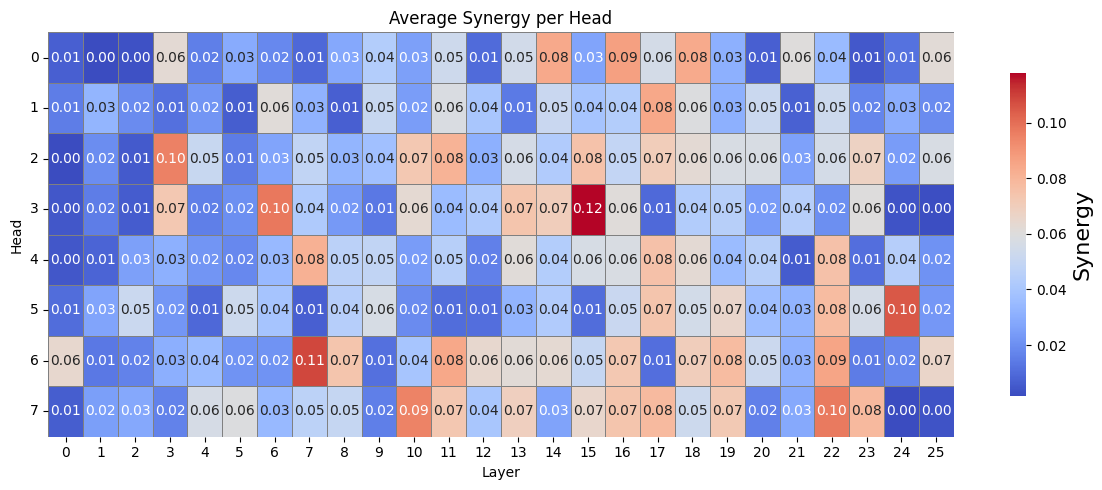 Average Synergy per Head
0 0.01 0.00 0.00 0.06 0.02 0.03 0.02 0.01 0.03 0.04 0.03 0.05 0.01 0.05 0.08 0.03 0.09 0.06 0.08 0.03 0.01 0.06 0.04 0.01 0.01 0.06
1 0.01 0.03 0.02 0.01 0.02 0.01 0.06 0.03 0.01 0.05 0.02 0.06 0.04 0.01 0.05 0.04 0.04 0.08 0.06 0.03 0.05 0.01 0.05 0.02 0.03 0.02
2 0.00 0.02 0.01 0.10 0.05 0.01 0.03 0.05 0.03 0.04 0.07 0.08 0.03 0.06 0.04 0.08 0.05 0.07 0.06 0.06 0.06 0.03 0.06 0.07 0.02 0.06
3 0.00 0.02 0.01 0.07 0.02 0.02 0.10 0.04 0.02 0.01 0.06 0.04 0.04 0.07 0.07 0.12 0.06 0.01 0.04 0.05 0.02 0.04 0.02 0.06 0.00 0.00
4 0.00 0.01 0.03 0.03 0.02 0.02 0.03 0.08 0.05 0.05 0.02 0.05 0.02 0.06 0.04 0.06 0.06 0.08 0.06 0.04 0.04 0.01 0.08 0.01 0.04 0.02
5 0.01 0.03 0.05 0.02 0.01 0.05 0.04 0.01 0.04 0.06 0.02 0.01 0.01 0.03 0.04 0.01 0.05 0.07 0.05 0.07 0.04 0.03 0.08 0.06 0.10 0.02
6 0.06 0.01 0.02 0.03 0.04 0.02 0.02 0.11 0.07 0.01 0.04 0.08 0.06 0.06 0.06 0.05 0.07 0.01 0.07 0.08 0.05 0.03 0.09 0.01 0.02 0.07
7 0.01 0.02 0.03 0.02 0.06 0.06 0.03 0.05 0.05 0.02 0.09 0.07 0.04 0.07 0.03 0.07 0.07 0.08 0.05 0.07 0.02 0.03 0.10 0.08 0.00 0.00
0 1 2 3 4 5 6 7 8 9 10 11 12 13 14 15 16 17 18 19 20 21 22 23 24 25
Layer
Head
0.10
0.08
0.06
0.04
0.02
Synergy